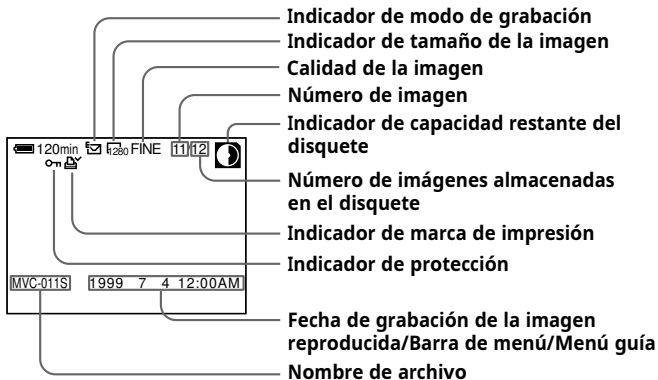 Indicador de modo de grabación
Indicador de tamaño de la imagen
Calidad de la imagen
Número de imagen
Indicador de capacidad restante del
disquete
120min 1280 FINE 11 12
Número de imágenes almacenadas
en el disquete
Indicador de marca de impresión
Indicador de protección
MVC-011S 1999 7 4 12:00AM
Fecha de grabación de la imagen
reproducida/Barra de menú/Menú guía
Nombre de archivo